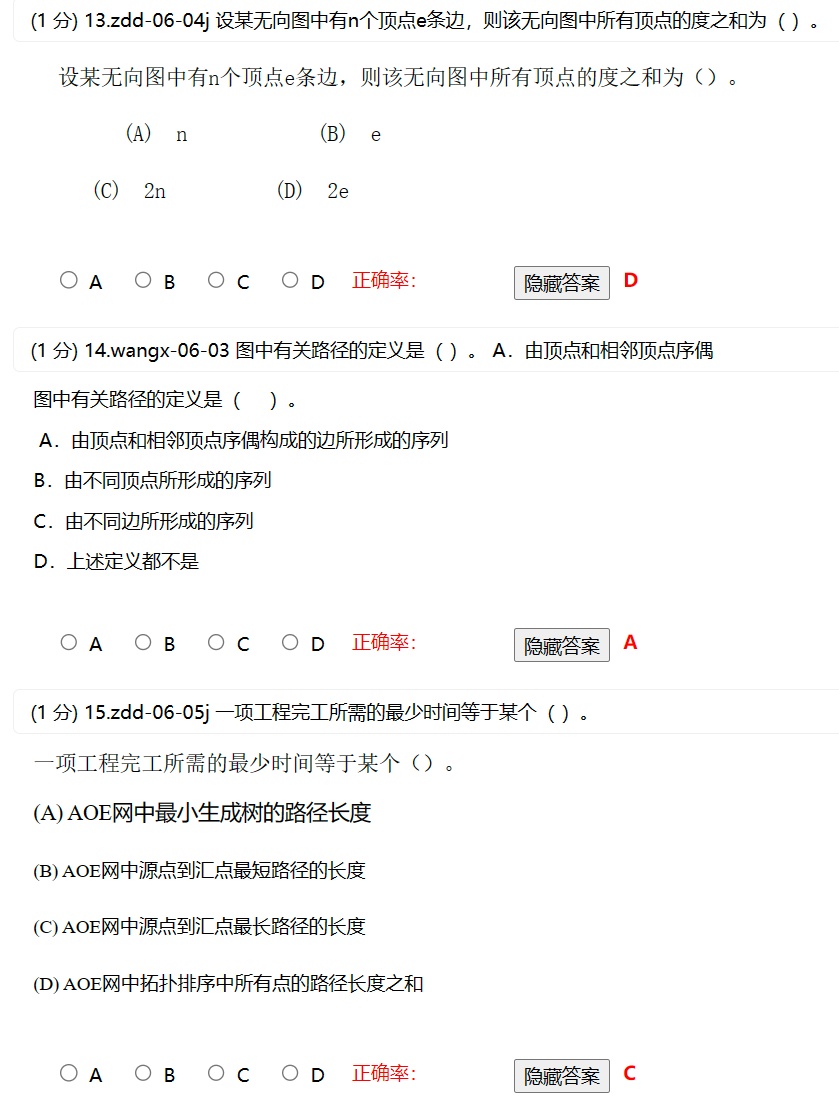 (1 分) 13.zdd-06-04j 设某无向图中有n个顶点e条边，则该无向图中所有顶点的度之和为（ ）。
设某无向图中有n个顶点e条边，则该无向图中所有顶点的度之和为（）。
(A) n (B) e
(C) 2n (D) 2e
A B C D 正确率: 隐藏答案 D
(1 分) 14.wangx-06-03 图中有关路径的定义是（ ）。 A．由顶点和相邻顶点序偶
图中有关路径的定义是（ ）。
A．由顶点和相邻顶点序偶构成的边所形成的序列
B．由不同顶点所形成的序列
C．由不同边所形成的序列
D．上述定义都不是
A B C D 正确率: 隐藏答案 A
(1 分) 15.zdd-06-05j 一项工程完工所需的最少时间等于某个（ ）。
一项工程完工所需的最少时间等于某个（）。
(A) AOE网中最小生成树的路径长度
(B) AOE网中源点到汇点最短路径的长度
(C) AOE网中源点到汇点最长路径的长度
(D) AOE网中拓扑排序中所有点的路径长度之和
A B C D 正确率: 隐藏答案 C